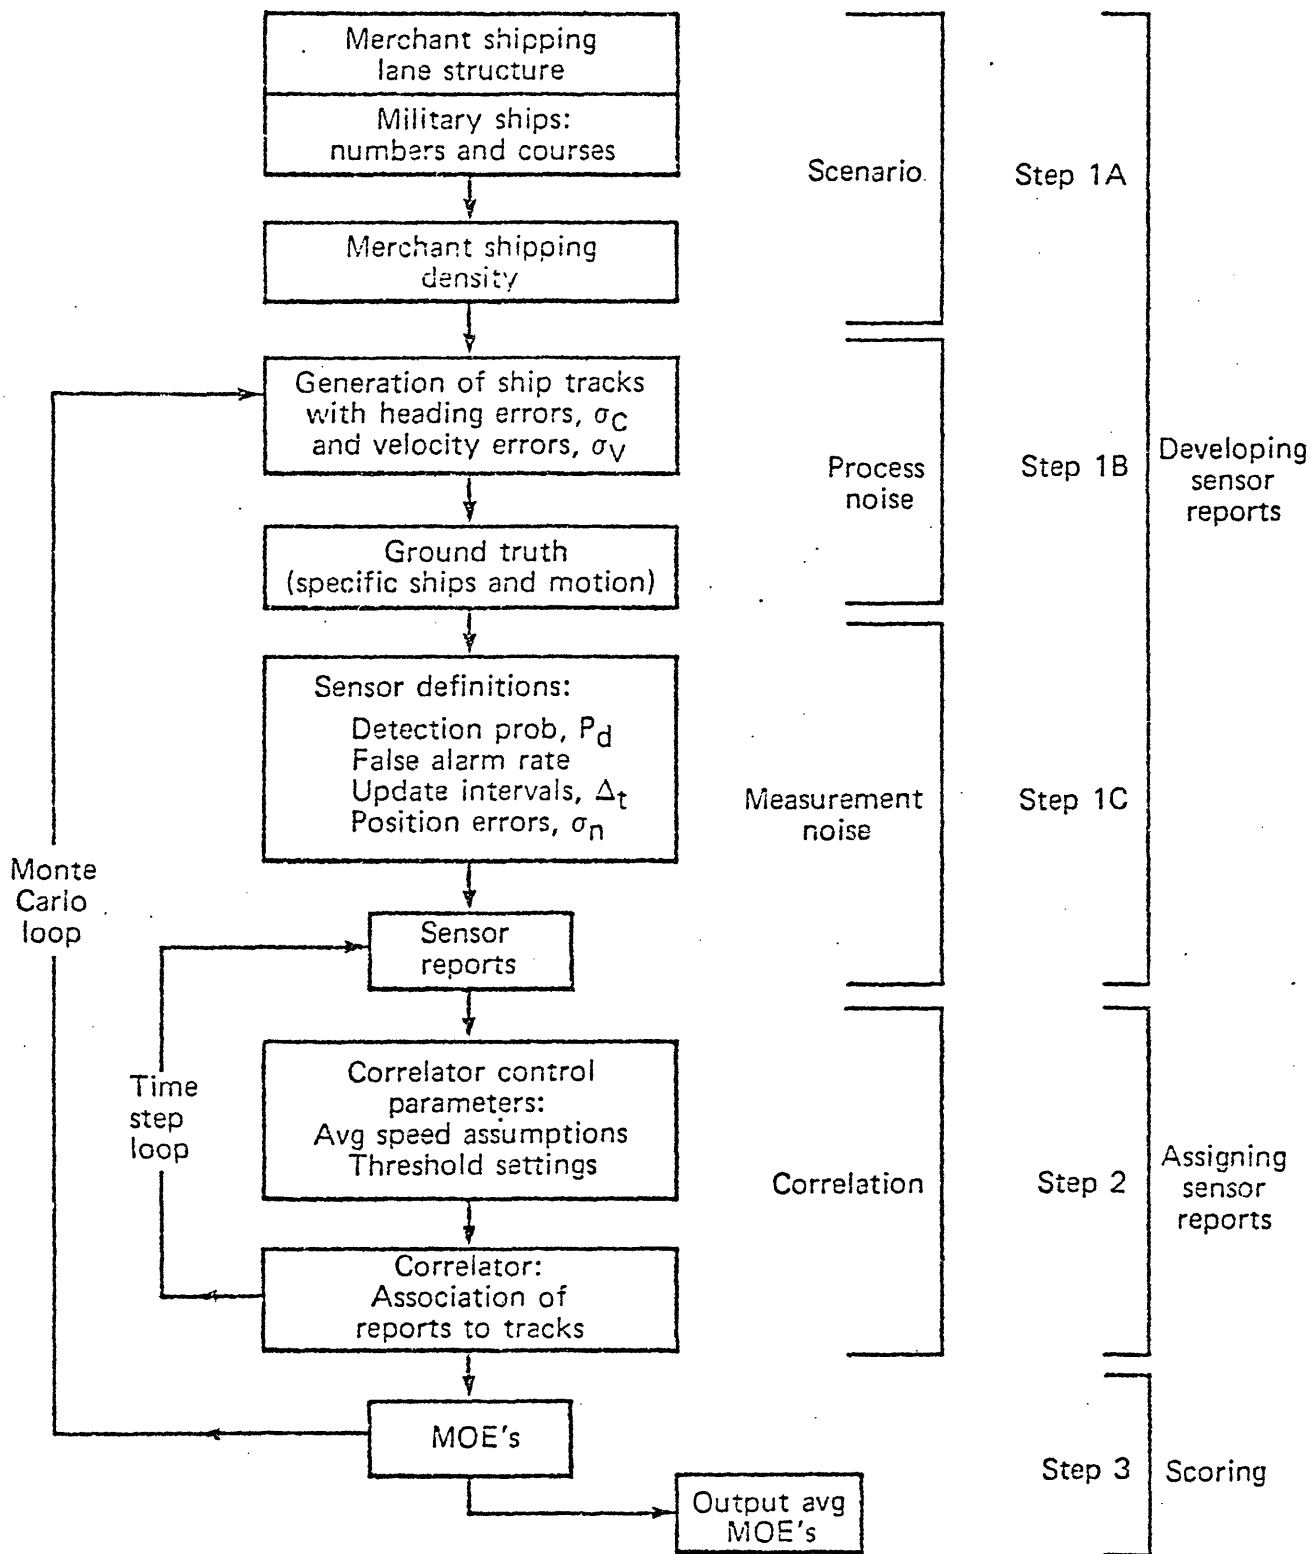 Merchant shipping
lane structure
Military ships:
numbers and courses
Scenario
Step 1A
Merchant shipping
density
Generation of ship tracks
with heading errors, σC
and velocity errors, σV
Process
noise
Step 1B
Developing
sensor
reports
Ground truth
(specific ships and motion)
Sensor definitions:
Detection prob, Pd
False alarm rate
Update intervals, Δt
Position errors, σn
Measurement
noise
Step 1C
Monte
Carlo
loop
Sensor
reports
Time
step
loop
Correlator control
parameters:
Avg speed assumptions
Threshold settings
Correlation
Step 2
Assigning
sensor
reports
Correlator:
Association of
reports to tracks
MOE's
Step 3
Scoring
Output avg
MOE's